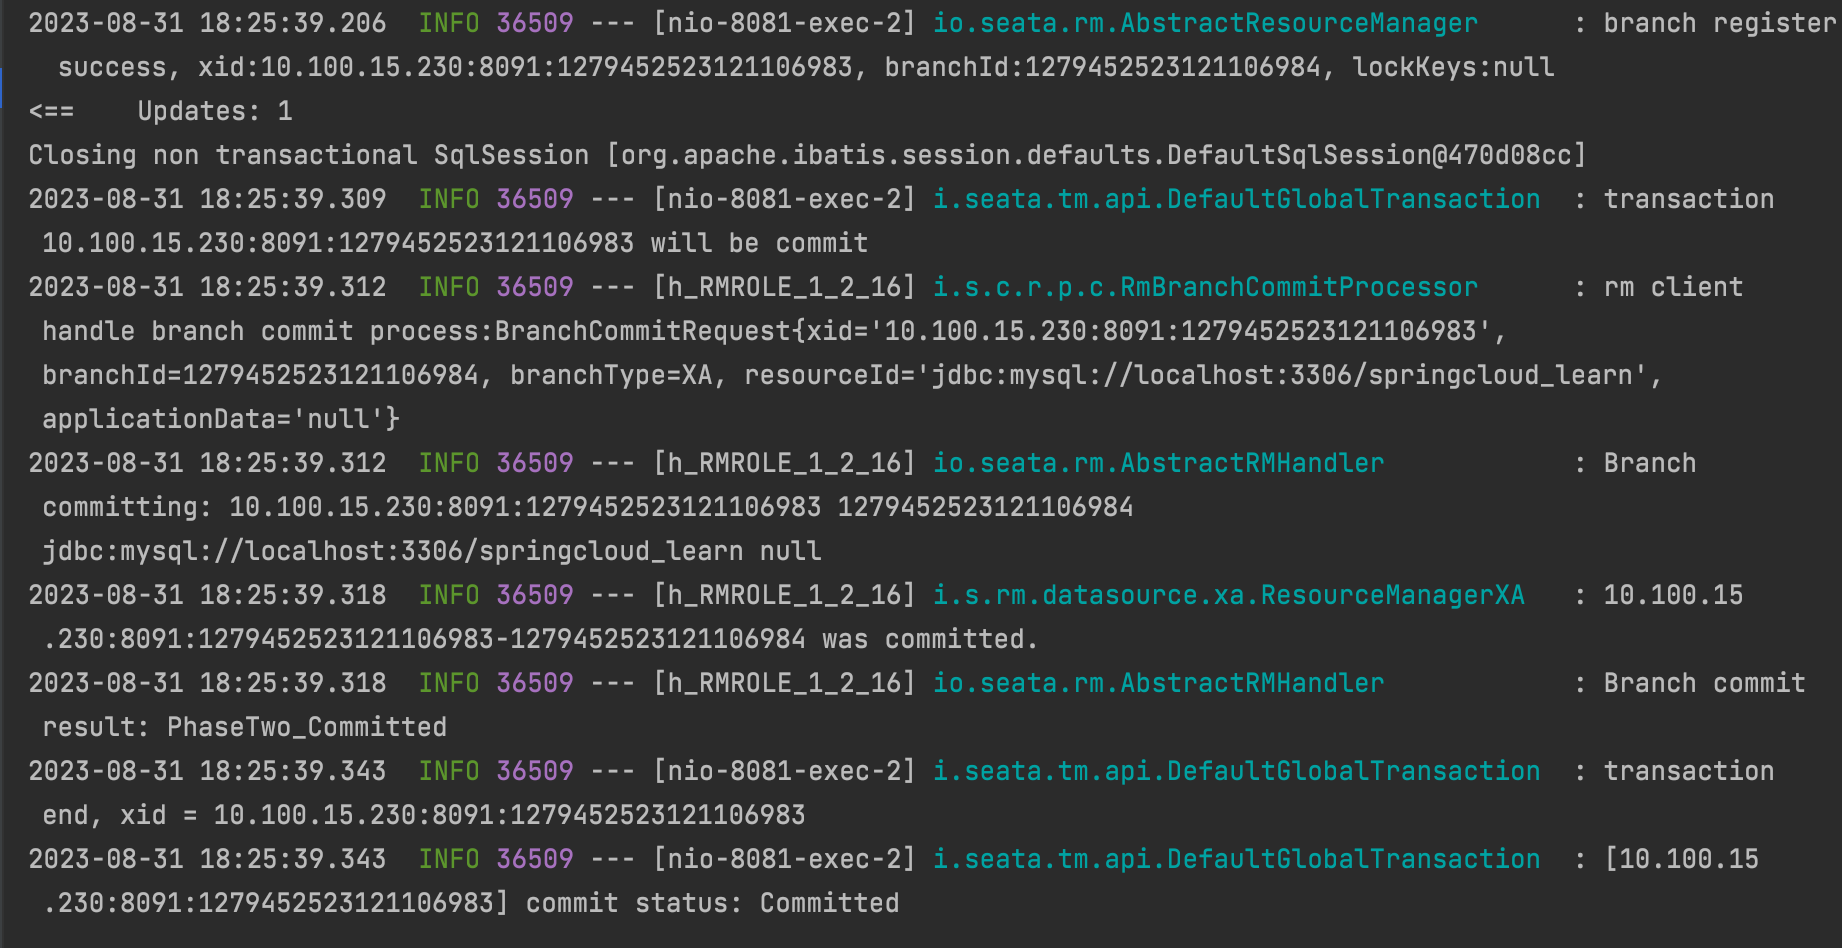 2023-08-31 18:25:39.206  INFO 36509 --- [nio-8081-exec-2] io.seata.rm.AbstractResourceManager      : branch register
success, xid:10.100.15.230:8091:1279452523121106983, branchId:1279452523121106984, lockKeys:null
<==    Updates: 1
Closing non transactional SqlSession [org.apache.ibatis.session.defaults.DefaultSqlSession@470d08cc]
2023-08-31 18:25:39.309  INFO 36509 --- [nio-8081-exec-2] i.seata.tm.api.DefaultGlobalTransaction  : transaction
10.100.15.230:8091:1279452523121106983 will be commit
2023-08-31 18:25:39.312  INFO 36509 --- [h_RMROLE_1_2_16] i.s.c.r.p.c.RmBranchCommitProcessor      : rm client
handle branch commit process:BranchCommitRequest{xid='10.100.15.230:8091:1279452523121106983',
branchId=1279452523121106984, branchType=XA, resourceId='jdbc:mysql://localhost:3306/springcloud_learn',
applicationData='null'}
2023-08-31 18:25:39.312  INFO 36509 --- [h_RMROLE_1_2_16] io.seata.rm.AbstractRMHandler            : Branch
committing: 10.100.15.230:8091:1279452523121106983 1279452523121106984
jdbc:mysql://localhost:3306/springcloud_learn null
2023-08-31 18:25:39.318  INFO 36509 --- [h_RMROLE_1_2_16] i.s.rm.datasource.xa.ResourceManagerXA   : 10.100.15
.230:8091:1279452523121106983-1279452523121106984 was committed.
2023-08-31 18:25:39.318  INFO 36509 --- [h_RMROLE_1_2_16] io.seata.rm.AbstractRMHandler            : Branch commit
result: PhaseTwo_Committed
2023-08-31 18:25:39.343  INFO 36509 --- [nio-8081-exec-2] i.seata.tm.api.DefaultGlobalTransaction  : transaction
end, xid = 10.100.15.230:8091:1279452523121106983
2023-08-31 18:25:39.343  INFO 36509 --- [nio-8081-exec-2] i.seata.tm.api.DefaultGlobalTransaction  : [10.100.15
.230:8091:1279452523121106983] commit status: Committed